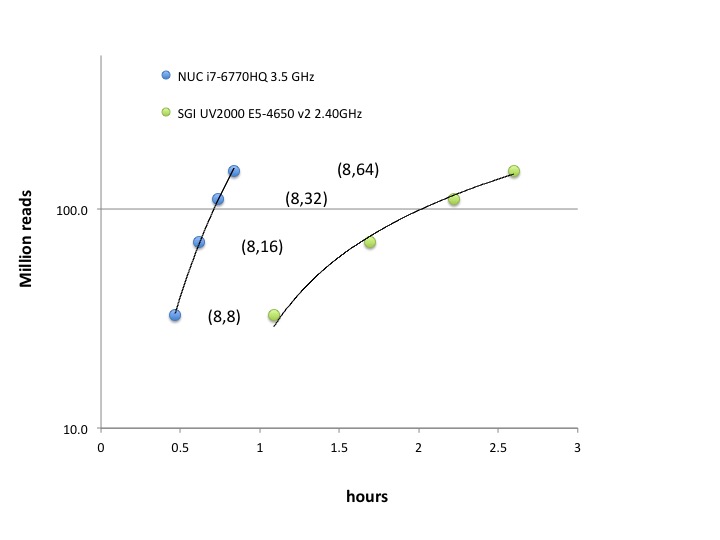 NUC i7-6770HQ 3.5 GHz
SGI UV2000 E5-4650 v2 2.40GHz
(8,64)
(8,32)
100.0
Million reads
(8,16)
(8,8)
10.0
0 0.5 1 1.5 2 2.5 3
hours